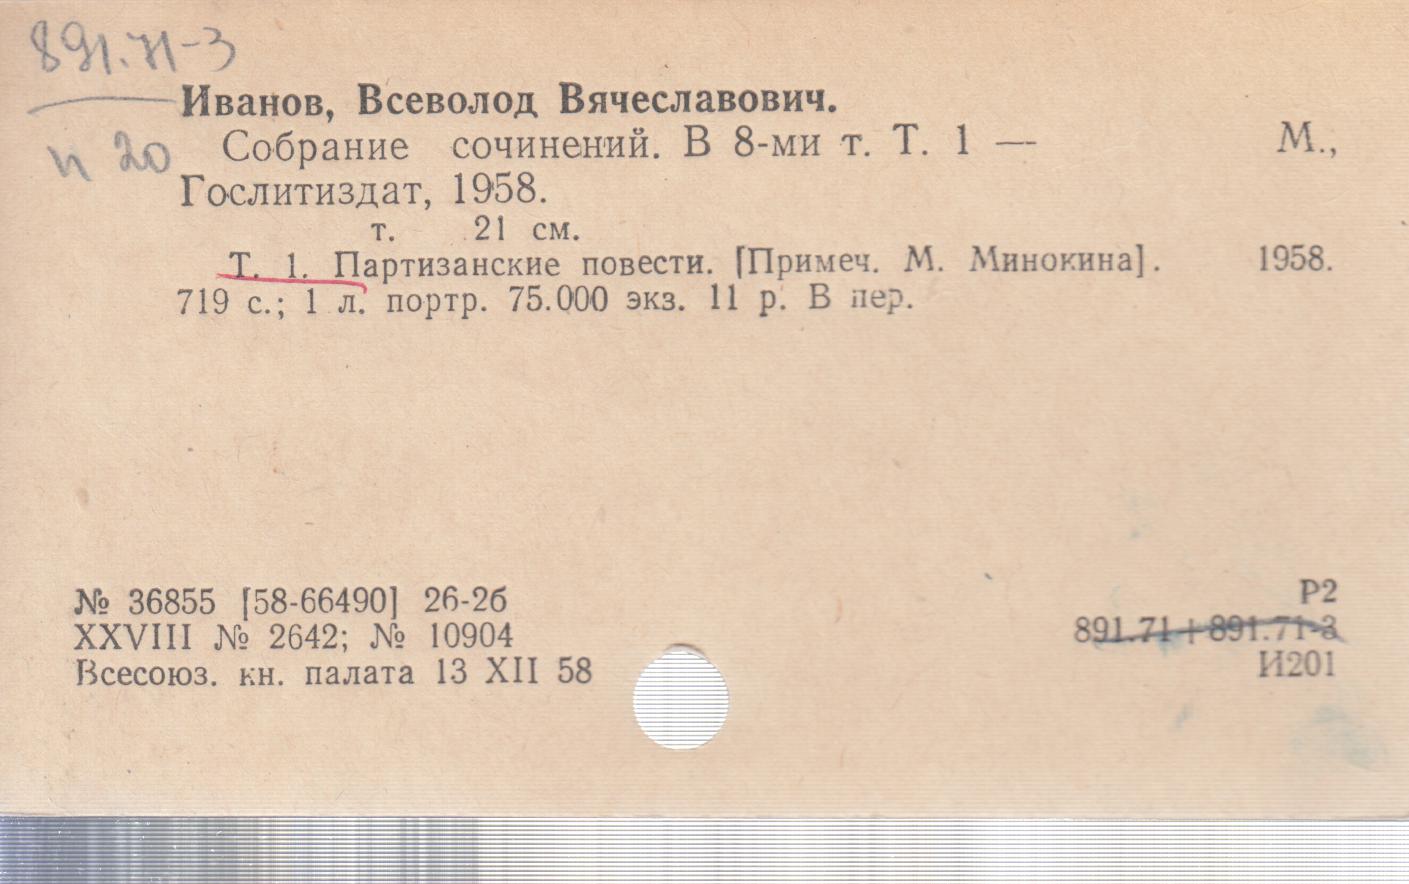 891.71-3
Иванов, Всеволод Вячеславович.
и 20 Собрание сочинений. В 8-ми т. Т. 1 — М.,
Гослитиздат, 1958.
т. 21 см.
Т. 1. Партизанские повести. [Примеч. М. Минокина]. 1958.
719 с.; 1 л. портр. 75.000 экз. 11 р. В пер.
№ 36855 [58-66490] 26-2б
XXVIII № 2642; № 10904
Всесоюз. кн. палата 13 XII 58
Р2
891.71+891.71-3
И201